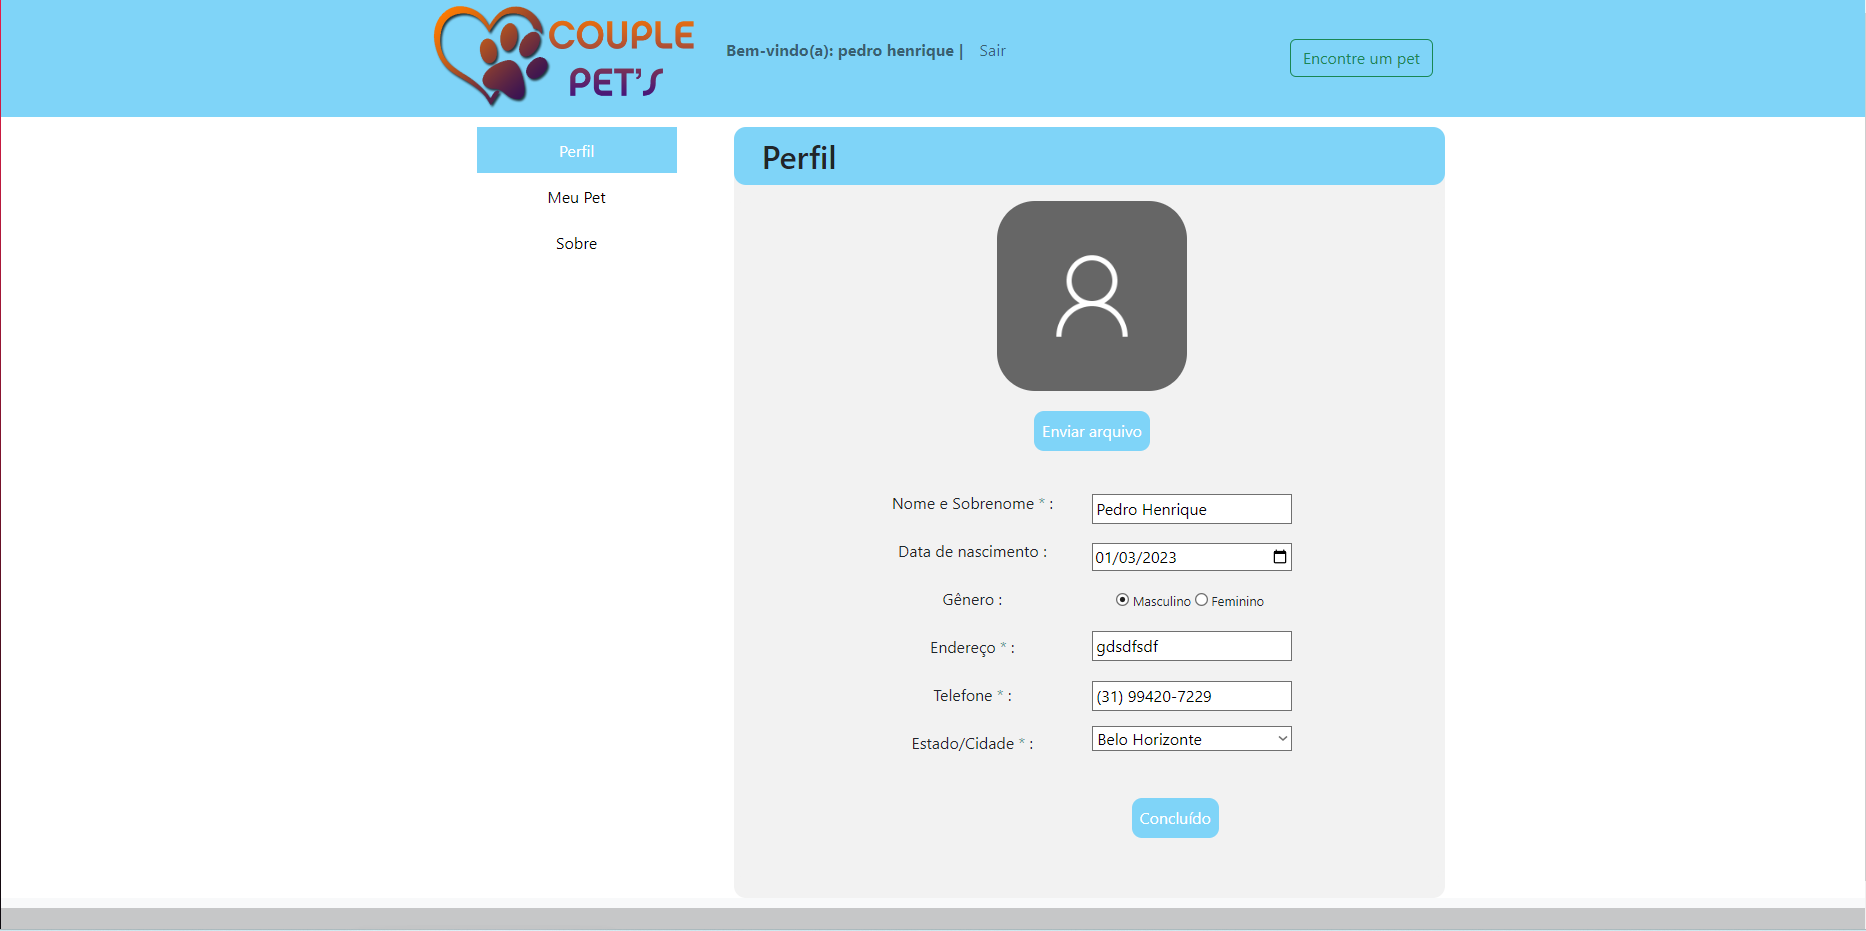 COUPLE
PET'S
Bem-vindo(a): pedro henrique | Sair
Encontre um pet
Perfil
Meu Pet
Sobre
Perfil
Enviar arquivo
Nome e Sobrenome * : Pedro Henrique
Data de nascimento : 01/03/2023
Gênero : Masculino Feminino
Endereço * : gdsdfsdf
Telefone * : (31) 99420-7229
Estado/Cidade * : Belo Horizonte
Concluído